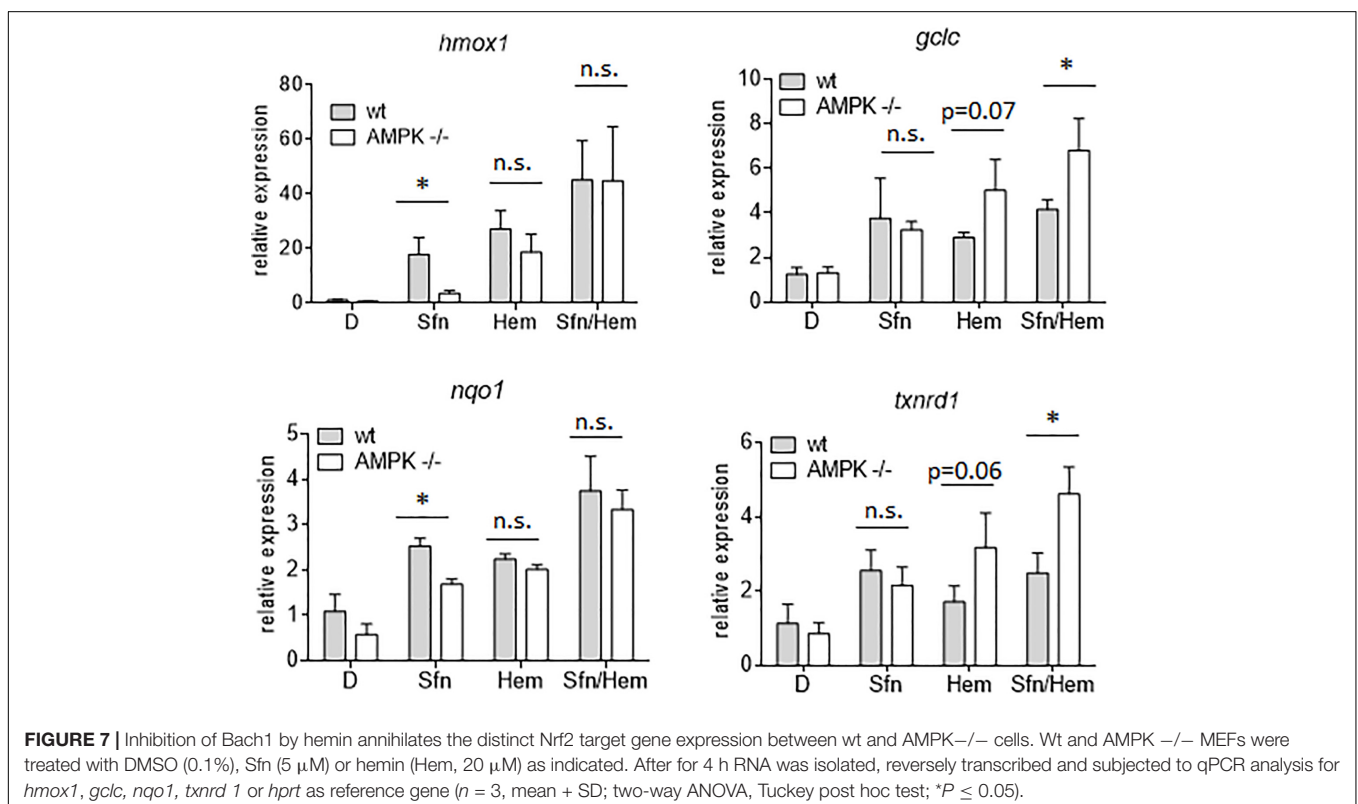 hmox1
80
60
40
20
0
relative expression
wt
AMPK -/-
*
n.s.
n.s.
D Sfn Hem Sfn/Hem
gclc
10
8
6
4
2
0
relative expression
wt
AMPK -/-
n.s.
p=0.07
*
D Sfn Hem Sfn/Hem
nqo1
5
4
3
2
1
0
relative expression
wt
AMPK -/-
*
n.s.
n.s.
D Sfn Hem Sfn/Hem
txnrd1
6
4
2
0
relative expression
wt
AMPK -/-
n.s.
p=0.06
*
D Sfn Hem Sfn/Hem
FIGURE 7 | Inhibition of Bach1 by hemin annihilates the distinct Nrf2 target gene expression between wt and AMPK−/− cells. Wt and AMPK −/− MEFs were
treated with DMSO (0.1%), Sfn (5 μM) or hemin (Hem, 20 μM) as indicated. After for 4 h RNA was isolated, reversely transcribed and subjected to qPCR analysis for
hmox1, gclc, nqo1, txnrd 1 or hprt as reference gene (n = 3, mean + SD; two-way ANOVA, Tuckey post hoc test; *P ≤ 0.05).